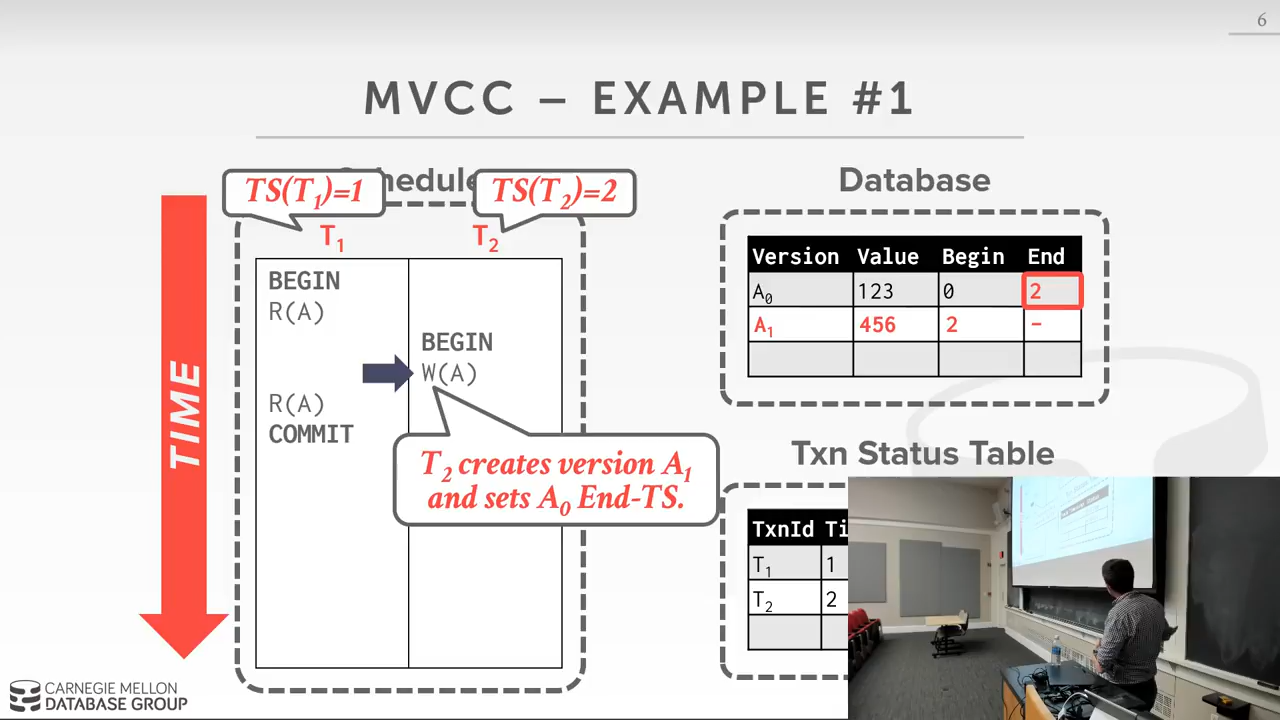 6
MVCC – EXAMPLE #1
Schedule
TS(T1)=1
TS(T2)=2
T1
T2
BEGIN
R(A)
BEGIN
W(A)
R(A)
COMMIT
T2 creates version A1
and sets A0 End-TS.
TIME
Database
Version Value Begin End
A0 123 0 2
A1 456 2 –
Txn Status Table
TxnId
T1 1
T2 2
CARNEGIE MELLON
DATABASE GROUP